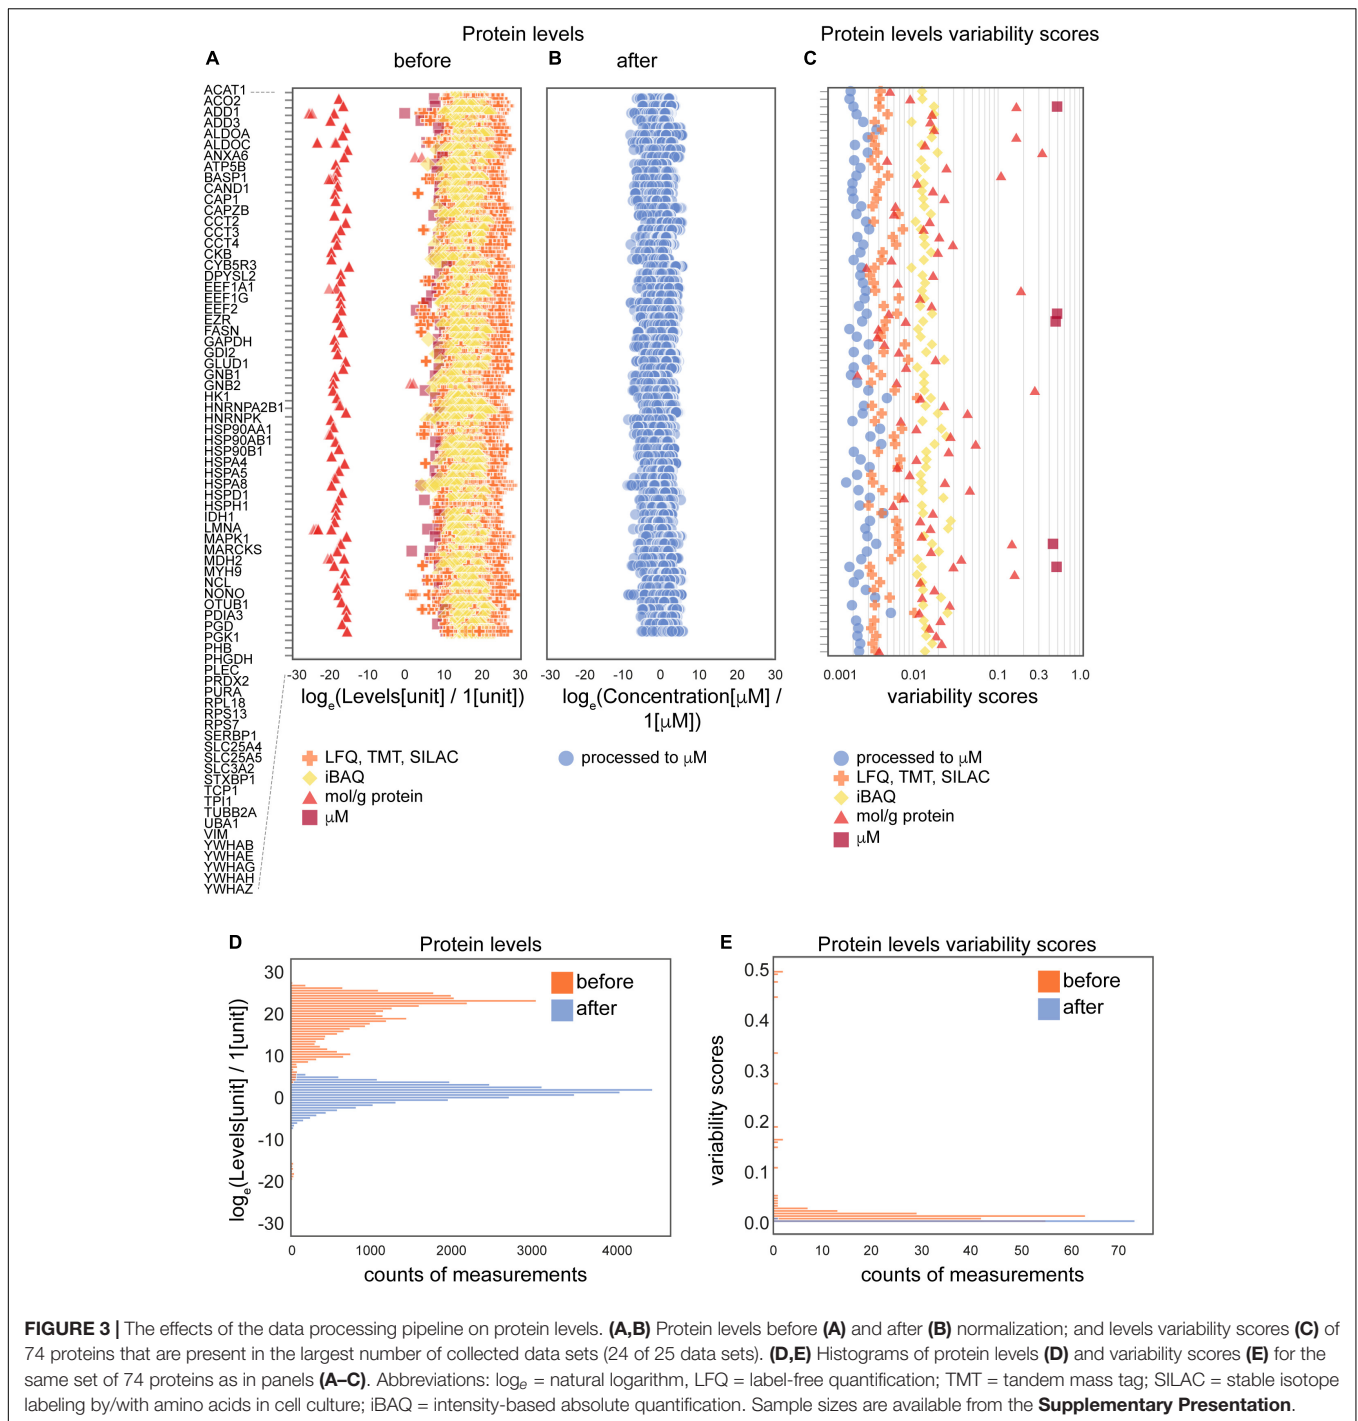 Protein levels
Protein levels variability scores
A
before
B
after
C
ACAT1
ACO2
ADD1
ADD3
ALDOA
ALDOC
ANXA6
ATP5B
BASP1
CAND1
CAP1
CAPZB
CCT2
CCT3
CCT4
CKB
CYB5R3
DPYSL2
EEF1A1
EEF1G
EEF2
EZR
FASN
GAPDH
GDI2
GLUD1
GNB1
GNB2
HK1
HNRNPA2B1
HNRNPK
HSP90AA1
HSP90AB1
HSP90B1
HSPA4
HSPA5
HSPA8
HSPD1
HSPH1
IDH1
LMNA
MAPK1
MARCKS
MDH2
MYH9
NCL
NONO
OTUB1
PDIA3
PGD
PGK1
PHB
PHGDH
PLEC
PRDX2
PURA
RPL18
RPS13
RPS7
SERBP1
SLC25A4
SLC25A5
SLC3A2
STXBP1
TCP1
TPI1
TUBB2A
UBA1
VIM
YWHAB
YWHAE
YWHAG
YWHAH
YWHAZ
-30 -20 -10 0 10 20 30
log_e(Levels[unit] / 1[unit])
-30 -20 -10 0 10 20 30
log_e(Concentration[μM] /
1[μM])
0.001 0.01 0.1 0.3 1.0
variability scores
LFQ, TMT, SILAC
iBAQ
mol/g protein
μM
processed to μM
processed to μM
LFQ, TMT, SILAC
iBAQ
mol/g protein
μM
D
Protein levels
before
after
30
20
10
0
-10
-20
-30
log_e(Levels[unit] / 1[unit])
0 1000 2000 3000 4000
counts of measurements
E
Protein levels variability scores
before
after
0.5
0.4
0.3
0.2
0.1
0.0
variability scores
0 10 20 30 40 50 60 70
counts of measurements
FIGURE 3 | The effects of the data processing pipeline on protein levels. (A,B) Protein levels before (A) and after (B) normalization; and levels variability scores (C) of
74 proteins that are present in the largest number of collected data sets (24 of 25 data sets). (D,E) Histograms of protein levels (D) and variability scores (E) for the
same set of 74 proteins as in panels (A–C). Abbreviations: log_e = natural logarithm, LFQ = label-free quantification; TMT = tandem mass tag; SILAC = stable isotope
labeling by/with amino acids in cell culture; iBAQ = intensity-based absolute quantification. Sample sizes are available from the Supplementary Presentation.